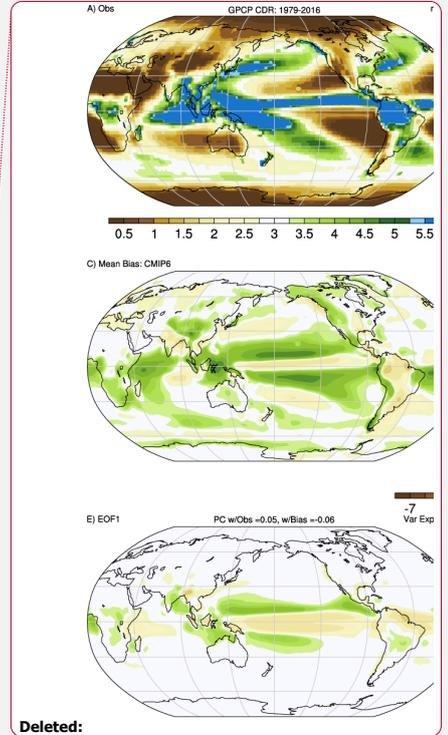 A) Obs GPCP CDR: 1979-2016 r
0.5 1 1.5 2 2.5 3 3.5 4 4.5 5 5.5
C) Mean Bias: CMIP6
-7
E) EOF1 PC w/Obs =0.05, w/Bias =-0.06 Var Exp
Deleted: